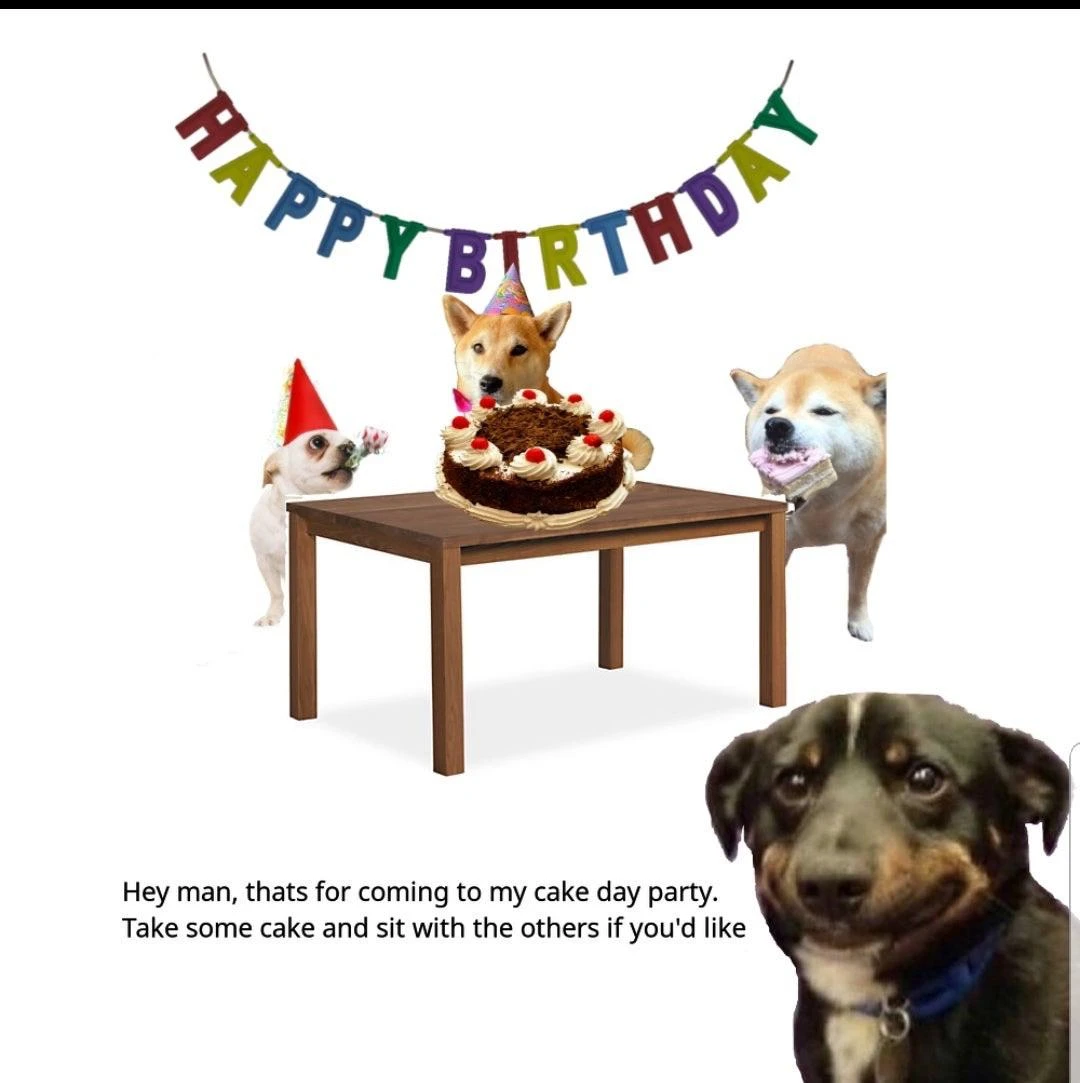 HAPPY BIRTHDAY
Hey man, thats for coming to my cake day party.
Take some cake and sit with the others if you'd like